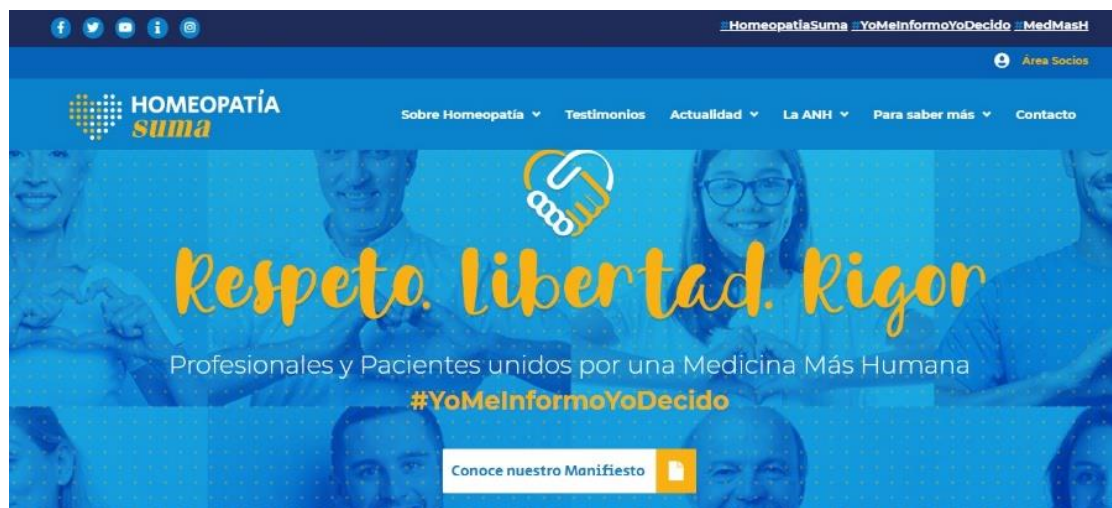 #HomeopatiaSuma #YoMeInformoYoDecido #MedMasH
Área Socios
HOMEOPATÍA
suma
Sobre Homeopatía Testimonios Actualidad La ANH Para saber más Contacto
Respeto. Libertad. Rigor
Profesionales y Pacientes unidos por una Medicina Más Humana
#YoMeInformoYoDecido
Conoce nuestro Manifiesto